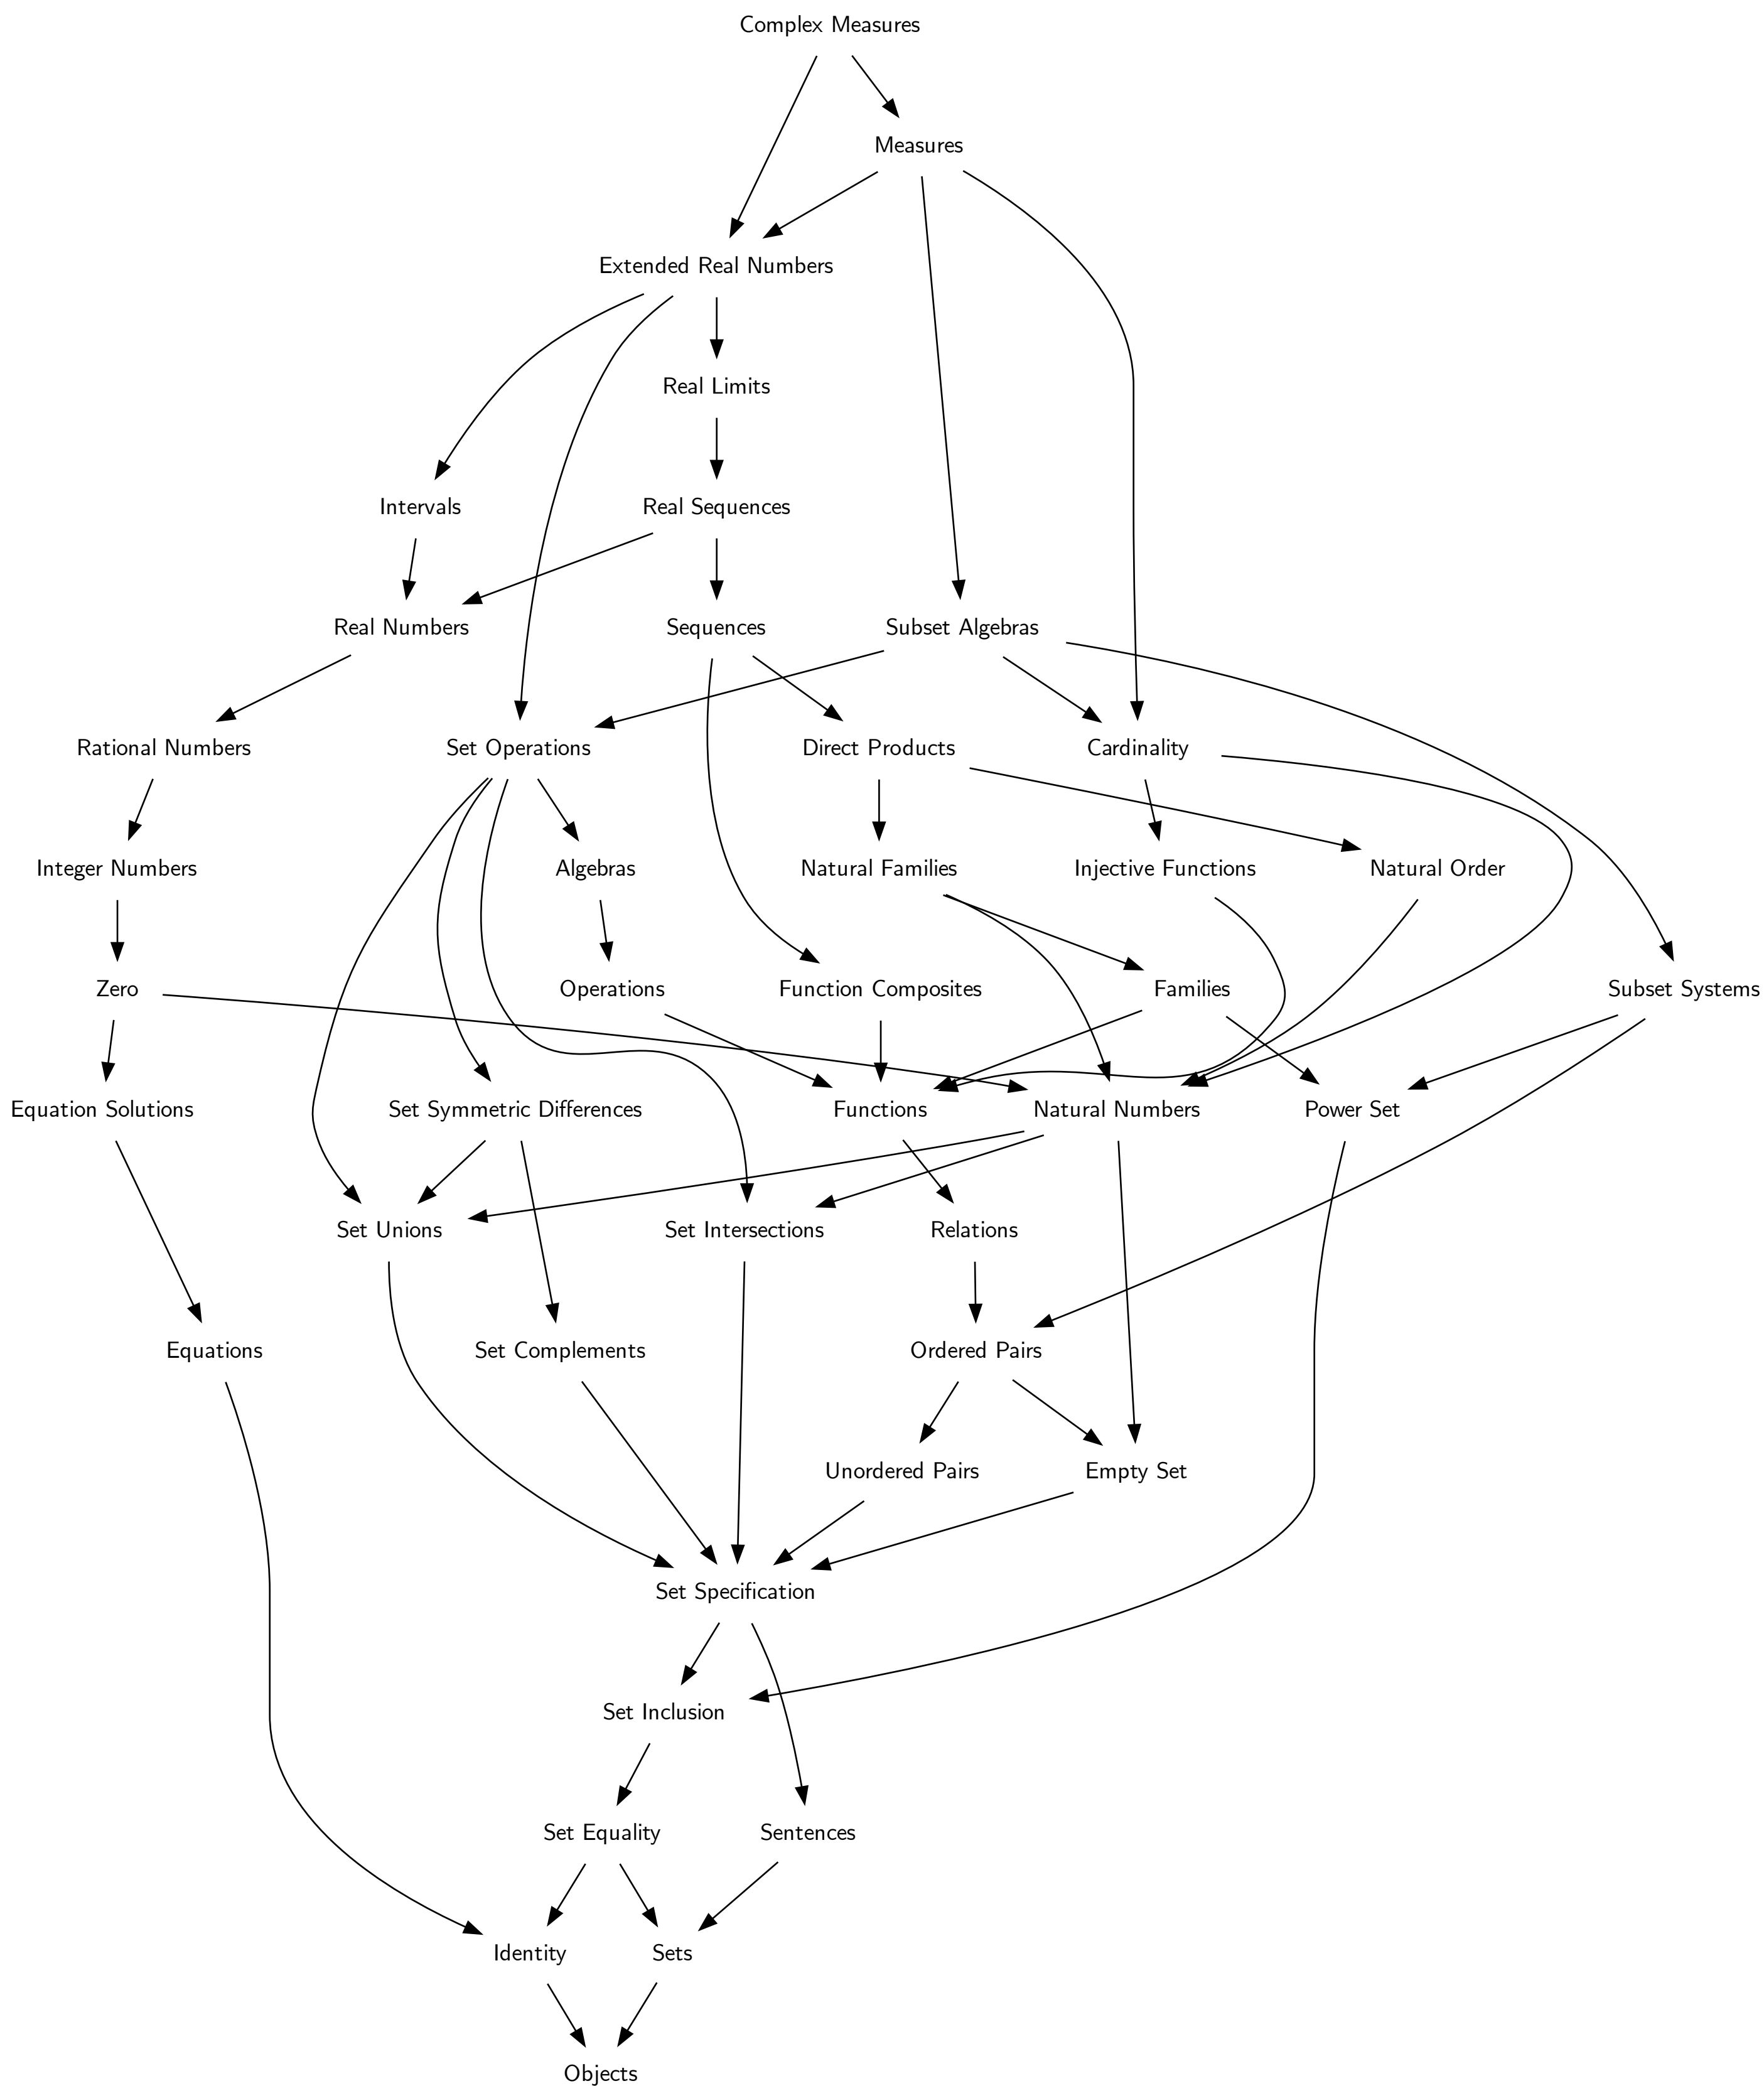 Complex Measures
Measures
Extended Real Numbers
Real Limits
Intervals
Real Sequences
Real Numbers
Sequences
Subset Algebras
Rational Numbers
Set Operations
Direct Products
Cardinality
Integer Numbers
Algebras
Natural Families
Injective Functions
Natural Order
Zero
Operations
Function Composites
Families
Subset Systems
Equation Solutions
Set Symmetric Differences
Functions
Natural Numbers
Power Set
Set Unions
Set Intersections
Relations
Equations
Set Complements
Ordered Pairs
Unordered Pairs
Empty Set
Set Specification
Set Inclusion
Set Equality
Sentences
Identity
Sets
Objects